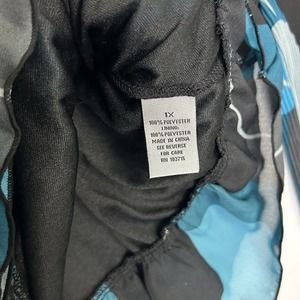 1X
100% POLYESTER
LINING:
100% POLYESTER
MADE IN CHINA
SEE REVERSE
FOR CARE
RN 103715